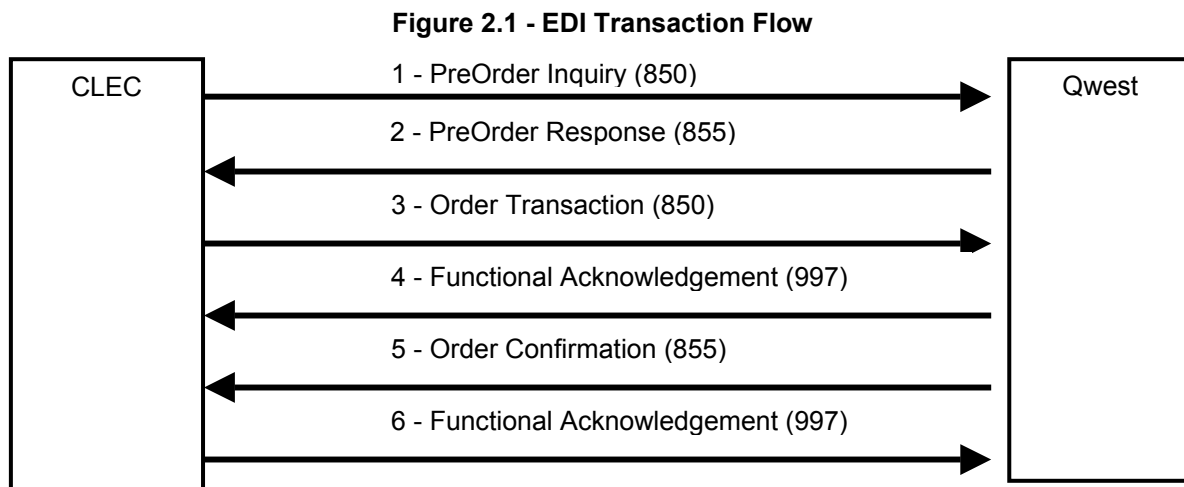 Figure 2.1 - EDI Transaction Flow
CLEC
1 - PreOrder Inquiry (850)
Qwest
2 - PreOrder Response (855)
3 - Order Transaction (850)
4 - Functional Acknowledgement (997)
5 - Order Confirmation (855)
6 - Functional Acknowledgement (997)